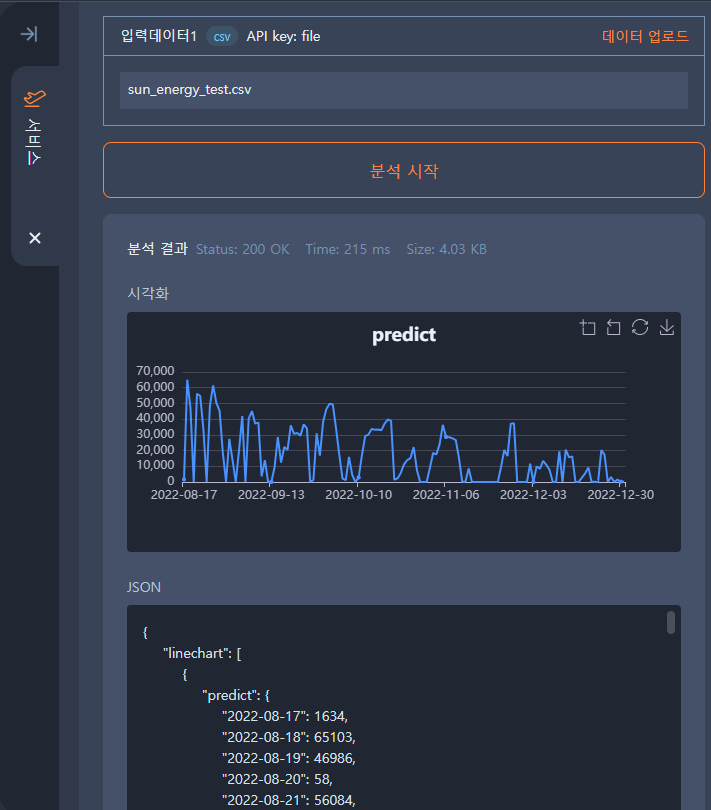 입력데이터1 csv API key: file 데이터 업로드
sun_energy_test.csv
서비스
분석 시작
분석 결과 Status: 200 OK Time: 215 ms Size: 4.03 KB
시각화
predict
70,000
60,000
50,000
40,000
30,000
20,000
10,000
0
2022-08-17 2022-09-13 2022-10-10 2022-11-06 2022-12-03 2022-12-30
JSON
{
"linechart": [
{
"predict": {
"2022-08-17": 1634,
"2022-08-18": 65103,
"2022-08-19": 46986,
"2022-08-20": 58,
"2022-08-21": 56084,